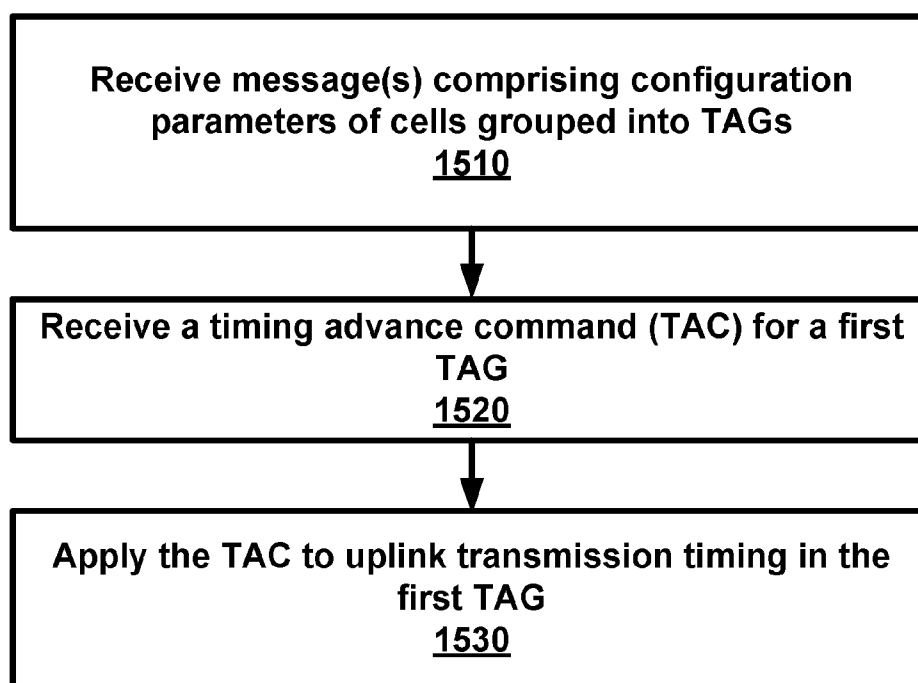 Receive message(s) comprising configuration
parameters of cells grouped into TAGs
1510
Receive a timing advance command (TAC) for a first
TAG
1520
Apply the TAC to uplink transmission timing in the
first TAG
1530